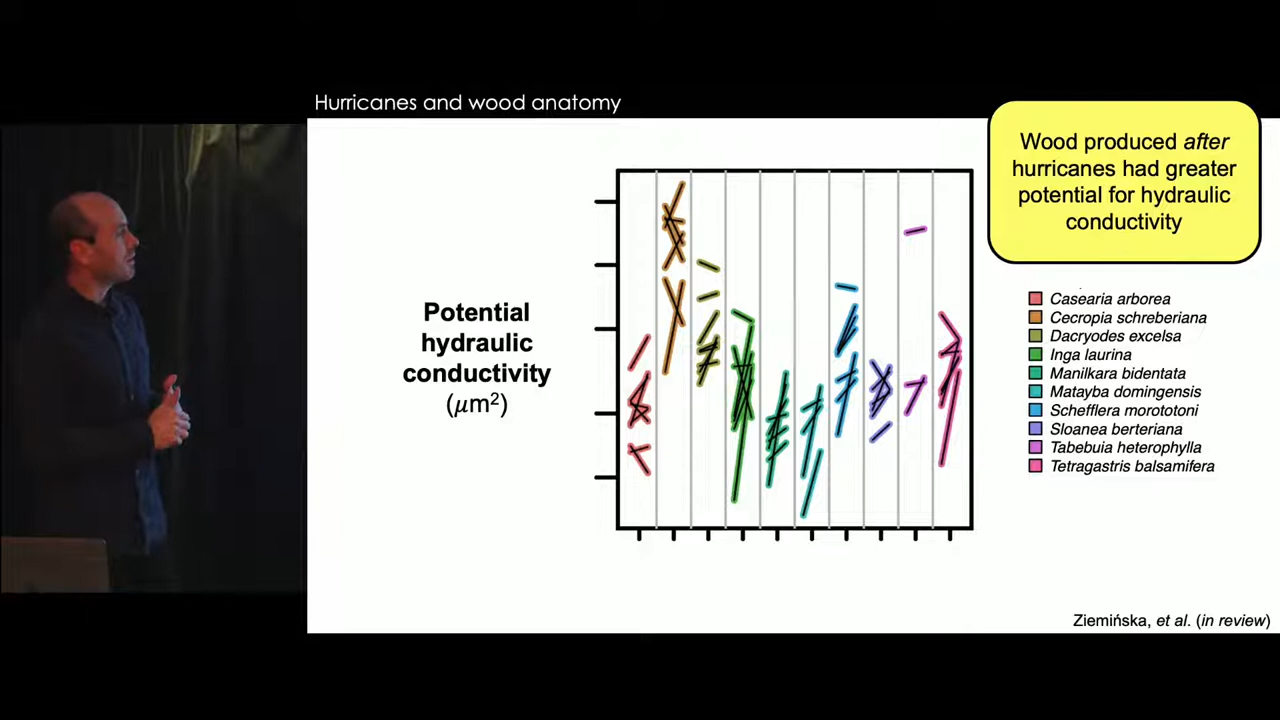 Hurricanes and wood anatomy
Wood produced after
hurricanes had greater
potential for hydraulic
conductivity
Potential
hydraulic
conductivity
(μm²)
Casearia arborea
Cecropia schreberiana
Dacryodes excelsa
Inga laurina
Manilkara bidentata
Matayba domingensis
Schefflera morototoni
Sloanea berteriana
Tabebuia heterophylla
Tetragastris balsamifera
Ziemińska, et al. (in review)